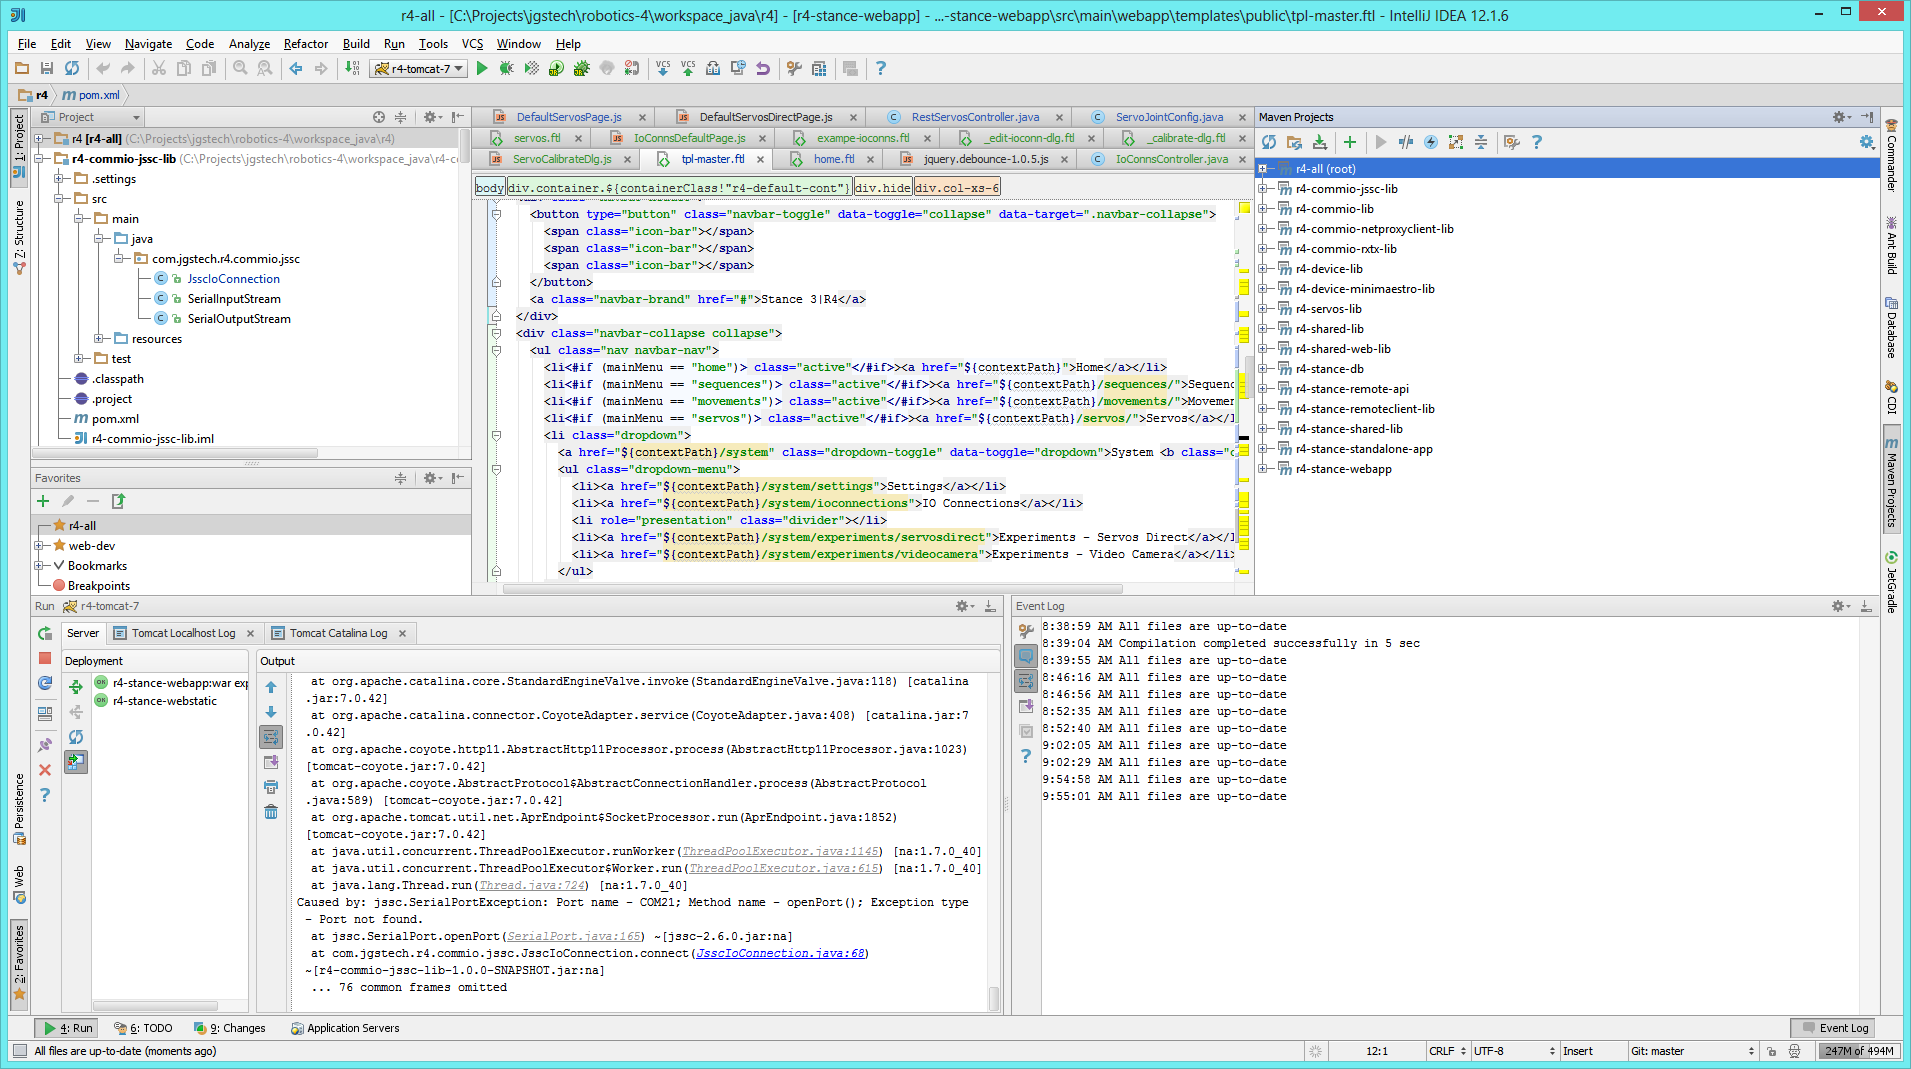 r4-all - [C:\Projects\jgstech\robotics-4\workspace_java\r4] - [r4-stance-webapp] - ...-stance-webapp\src\main\webapp\templates\public\tpl-master.ftl - IntelliJ IDEA 12.1.6
File Edit View Navigate Code Analyze Refactor Build Run Tools VCS Window Help
r4-tomcat-7
r4 pom.xml
1: Project
Z: Structure
Persistence
Web
2: Favorites
Project
r4 [r4-all] (C:\Projects\jgstech\robotics-4\workspace_java\r4)
r4-commio-jssc-lib (C:\Projects\jgstech\robotics-4\workspace_java\r4-c
.settings
src
main
java
com.jgstech.r4.commio.jssc
JsscIoConnection
SerialInputStream
SerialOutputStream
resources
test
.classpath
.project
pom.xml
r4-commio-jssc-lib.iml
Favorites
r4-all
web-dev
Bookmarks
Breakpoints
DefaultServosPage.js DefaultServosDirectPage.js RestServosController.java ServoJointConfig.java
servos.ftl IoConnsDefaultPage.js exampe-ioconns.ftl _edit-ioconn-dlg.ftl _calibrate-dlg.ftl
ServoCalibrateDlg.js tpl-master.ftl home.ftl jquery.debounce-1.0.5.js IoConnsController.java
body div.container.${containerClass!"r4-default-cont"} div.hide div.col-xs-6
<button type="button" class="navbar-toggle" data-toggle="collapse" data-target=".navbar-collapse">
<span class="icon-bar"></span>
<span class="icon-bar"></span>
<span class="icon-bar"></span>
</button>
<a class="navbar-brand" href="#">Stance 3|R4</a>
</div>
<div class="navbar-collapse collapse">
<ul class="nav navbar-nav">
<li<#if (mainMenu == "home")> class="active"</#if>><a href="${contextPath}">Home</a></li>
<li<#if (mainMenu == "sequences")> class="active"</#if>><a href="${contextPath}/sequences/">Sequenc
<li<#if (mainMenu == "movements")> class="active"</#if>><a href="${contextPath}/movements/">Movemen
<li<#if (mainMenu == "servos")> class="active"</#if>><a href="${contextPath}/servos/">Servos</a></l
<li class="dropdown">
<a href="${contextPath}/system" class="dropdown-toggle" data-toggle="dropdown">System <b class="c
<ul class="dropdown-menu">
<li><a href="${contextPath}/system/settings">Settings</a></li>
<li><a href="${contextPath}/system/ioconnections">IO Connections</a></li>
<li role="presentation" class="divider"></li>
<li><a href="${contextPath}/system/experiments/servosdirect">Experiments - Servos Direct</a></li>
<li><a href="${contextPath}/system/experiments/videocamera">Experiments - Video Camera</a></li>
</ul>
Maven Projects
r4-all (root)
r4-commio-jssc-lib
r4-commio-lib
r4-commio-netproxyclient-lib
r4-commio-rxtx-lib
r4-device-lib
r4-device-minimaestro-lib
r4-servos-lib
r4-shared-lib
r4-shared-web-lib
r4-stance-db
r4-stance-remote-api
r4-stance-remoteclient-lib
r4-stance-shared-lib
r4-stance-standalone-app
r4-stance-webapp
Commander
Ant Build
Database
CDI
Maven Projects
JetGradle
Run r4-tomcat-7
Server Tomcat Localhost Log Tomcat Catalina Log
Deployment
r4-stance-webapp:war exp
r4-stance-webstatic
Output
at org.apache.catalina.core.StandardEngineValve.invoke(StandardEngineValve.java:118) [catalina
.jar:7.0.42]
at org.apache.catalina.connector.CoyoteAdapter.service(CoyoteAdapter.java:408) [catalina.jar:7
.0.42]
at org.apache.coyote.http11.AbstractHttp11Processor.process(AbstractHttp11Processor.java:1023)
[tomcat-coyote.jar:7.0.42]
at org.apache.coyote.AbstractProtocol$AbstractConnectionHandler.process(AbstractProtocol
.java:589) [tomcat-coyote.jar:7.0.42]
at org.apache.tomcat.util.net.AprEndpoint$SocketProcessor.run(AprEndpoint.java:1852)
[tomcat-coyote.jar:7.0.42]
at java.util.concurrent.ThreadPoolExecutor.runWorker(ThreadPoolExecutor.java:1145) [na:1.7.0_40]
at java.util.concurrent.ThreadPoolExecutor$Worker.run(ThreadPoolExecutor.java:615) [na:1.7.0_40]
at java.lang.Thread.run(Thread.java:724) [na:1.7.0_40]
Caused by: jssc.SerialPortException: Port name - COM21; Method name - openPort(); Exception type
- Port not found.
at jssc.SerialPort.openPort(SerialPort.java:165) ~[jssc-2.6.0.jar:na]
at com.jgstech.r4.commio.jssc.JsscIoConnection.connect(JsscIoConnection.java:68)
~[r4-commio-jssc-lib-1.0.0-SNAPSHOT.jar:na]
... 76 common frames omitted
Event Log
8:38:59 AM All files are up-to-date
8:39:04 AM Compilation completed successfully in 5 sec
8:39:55 AM All files are up-to-date
8:46:16 AM All files are up-to-date
8:46:56 AM All files are up-to-date
8:52:35 AM All files are up-to-date
8:52:40 AM All files are up-to-date
9:02:05 AM All files are up-to-date
9:02:29 AM All files are up-to-date
9:54:58 AM All files are up-to-date
9:55:01 AM All files are up-to-date
4: Run 6: TODO 9: Changes Application Servers Event Log
All files are up-to-date (moments ago) 12:1 CRLF UTF-8 Insert Git: master 247M of 494M